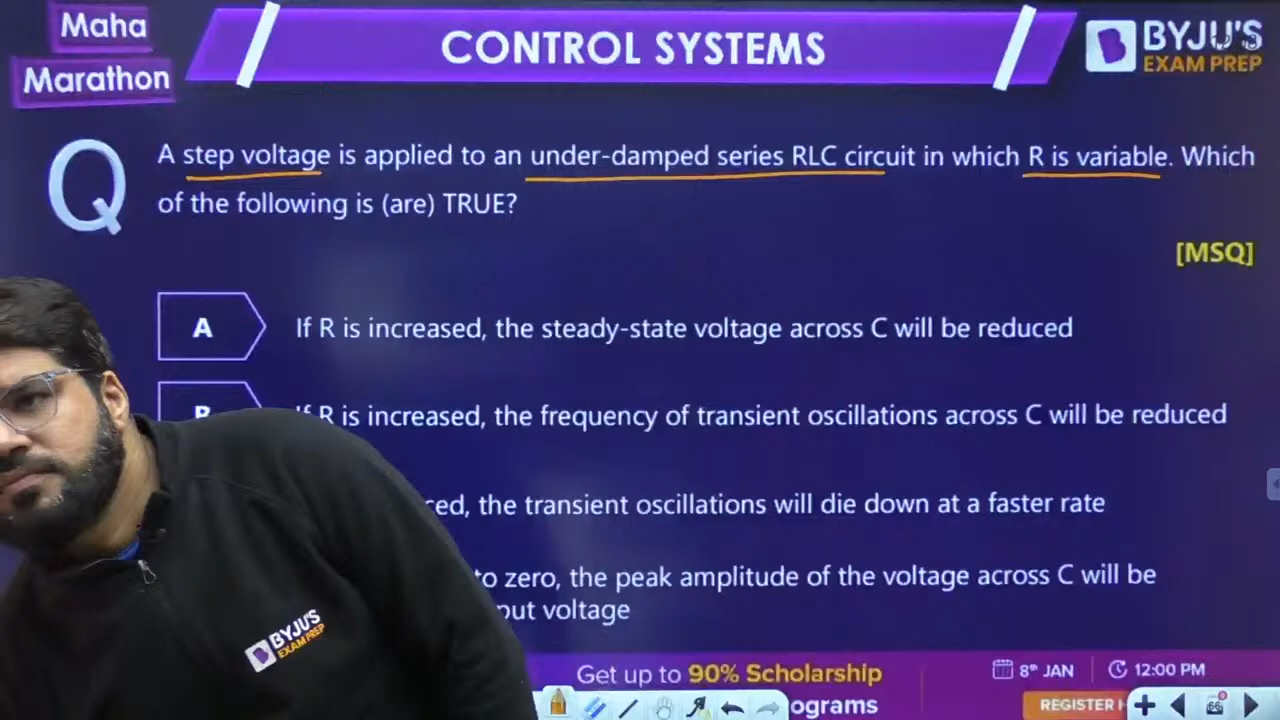 Maha
Marathon
CONTROL SYSTEMS
BYJU'S
EXAM PREP
Q
A step voltage is applied to an under-damped series RLC circuit in which R is variable. Which
of the following is (are) TRUE?
[MSQ]
A
If R is increased, the steady-state voltage across C will be reduced
B
If R is increased, the frequency of transient oscillations across C will be reduced
ced, the transient oscillations will die down at a faster rate
to zero, the peak amplitude of the voltage across C will be
put voltage
BYJU'S
EXAM PREP
Get up to 90% Scholarship
ograms
8th JAN
12:00 PM
REGISTER
66